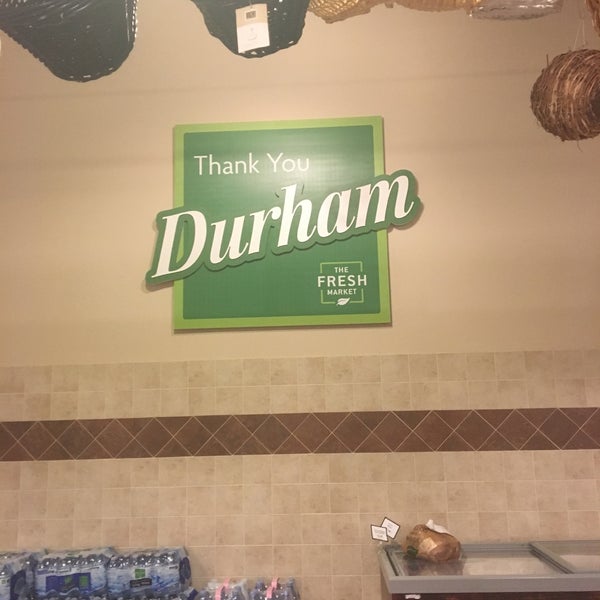 Thank You
Durham
THE
FRESH
MARKET